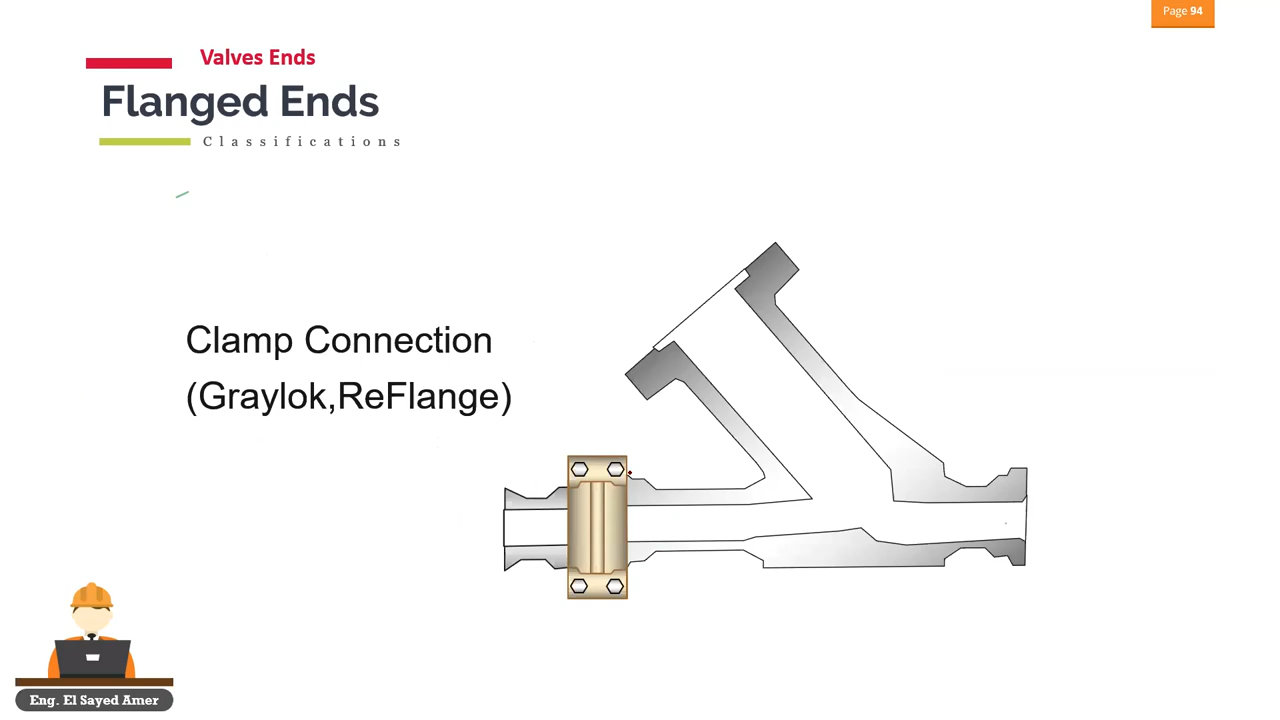 Page 94
Valves Ends
Flanged Ends
Classifications
Clamp Connection
(Graylok,ReFlange)
Eng. El Sayed Amer